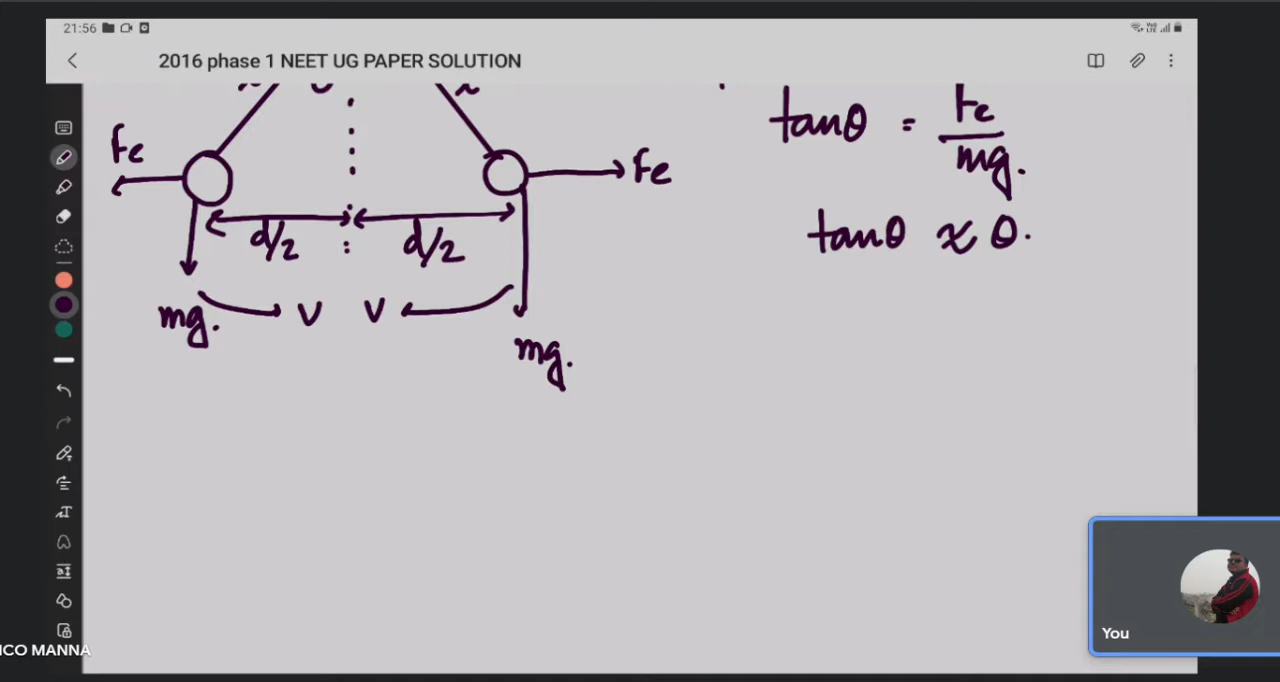 21:56
2016 phase 1 NEET UG PAPER SOLUTION
Fe
Fe
d/2
d/2
mg.
v v
mg.
tanθ = Fe/mg.
tanθ ≈ θ.
You
ICO MANNA